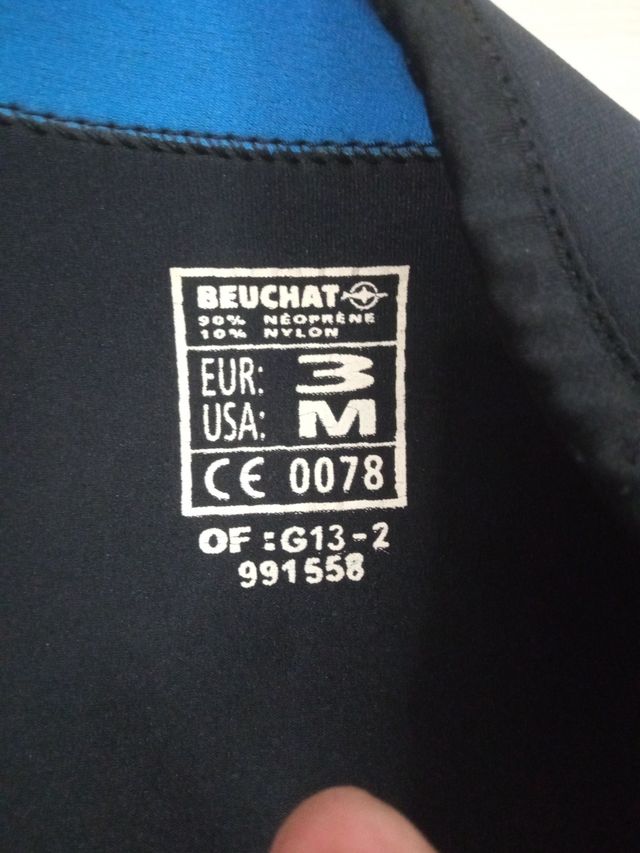 BEUCHAT
90% NÉOPRÈNE
10% NYLON
EUR: 3
USA: M
CE 0078
OF :G13-2
991558